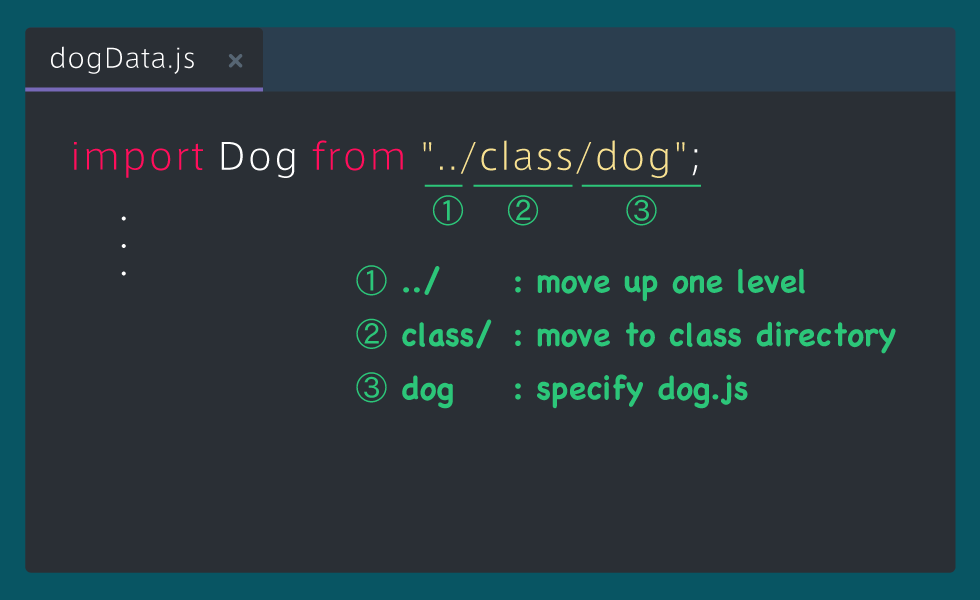 dogData.js ×
import Dog from "../class/dog";
① ② ③
.
.
.
① ../ : move up one level
② class/ : move to class directory
③ dog : specify dog.js